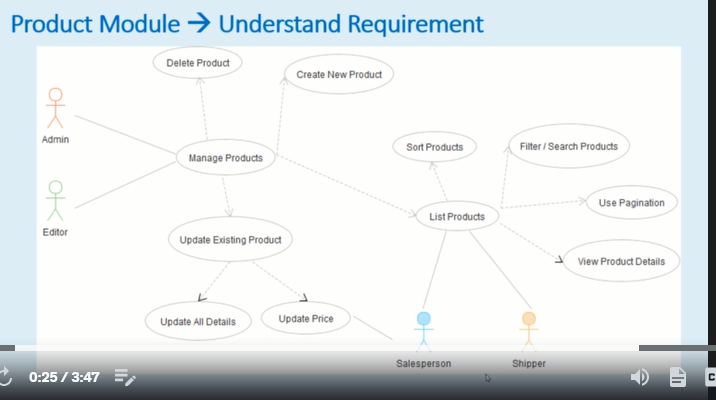 Product Module → Understand Requirement
Delete Product
Create New Product
Admin
Manage Products
Sort Products
Filter / Search Products
Editor
List Products
Use Pagination
Update Existing Product
View Product Details
Update All Details
Update Price
Salesperson
Shipper
0:25 / 3:47